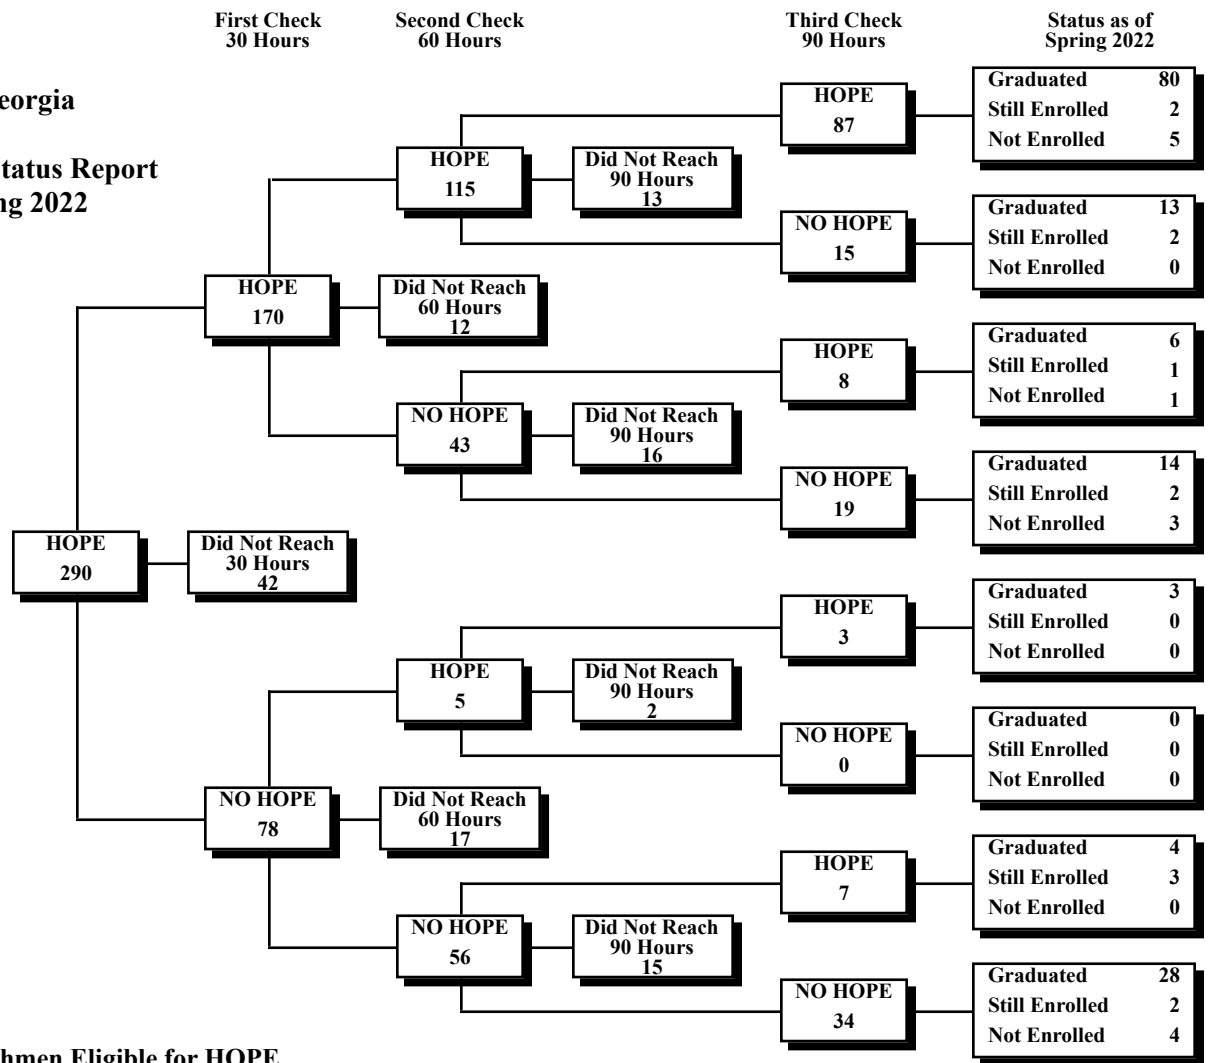 First Check
30 Hours
Second Check
60 Hours
Third Check
90 Hours
Status as of
Spring 2022
eorgia
tatus Report
ng 2022
HOPE
87
Graduated 80
Still Enrolled 2
Not Enrolled 5
HOPE
115
Did Not Reach
90 Hours
13
NO HOPE
15
Graduated 13
Still Enrolled 2
Not Enrolled 0
HOPE
170
Did Not Reach
60 Hours
12
HOPE
8
Graduated 6
Still Enrolled 1
Not Enrolled 1
NO HOPE
43
Did Not Reach
90 Hours
16
NO HOPE
19
Graduated 14
Still Enrolled 2
Not Enrolled 3
HOPE
290
Did Not Reach
30 Hours
42
HOPE
3
Graduated 3
Still Enrolled 0
Not Enrolled 0
HOPE
5
Did Not Reach
90 Hours
2
NO HOPE
0
Graduated 0
Still Enrolled 0
Not Enrolled 0
NO HOPE
78
Did Not Reach
60 Hours
17
HOPE
7
Graduated 4
Still Enrolled 3
Not Enrolled 0
NO HOPE
56
Did Not Reach
90 Hours
15
NO HOPE
34
Graduated 28
Still Enrolled 2
Not Enrolled 4
hmen Eligible for HOPE